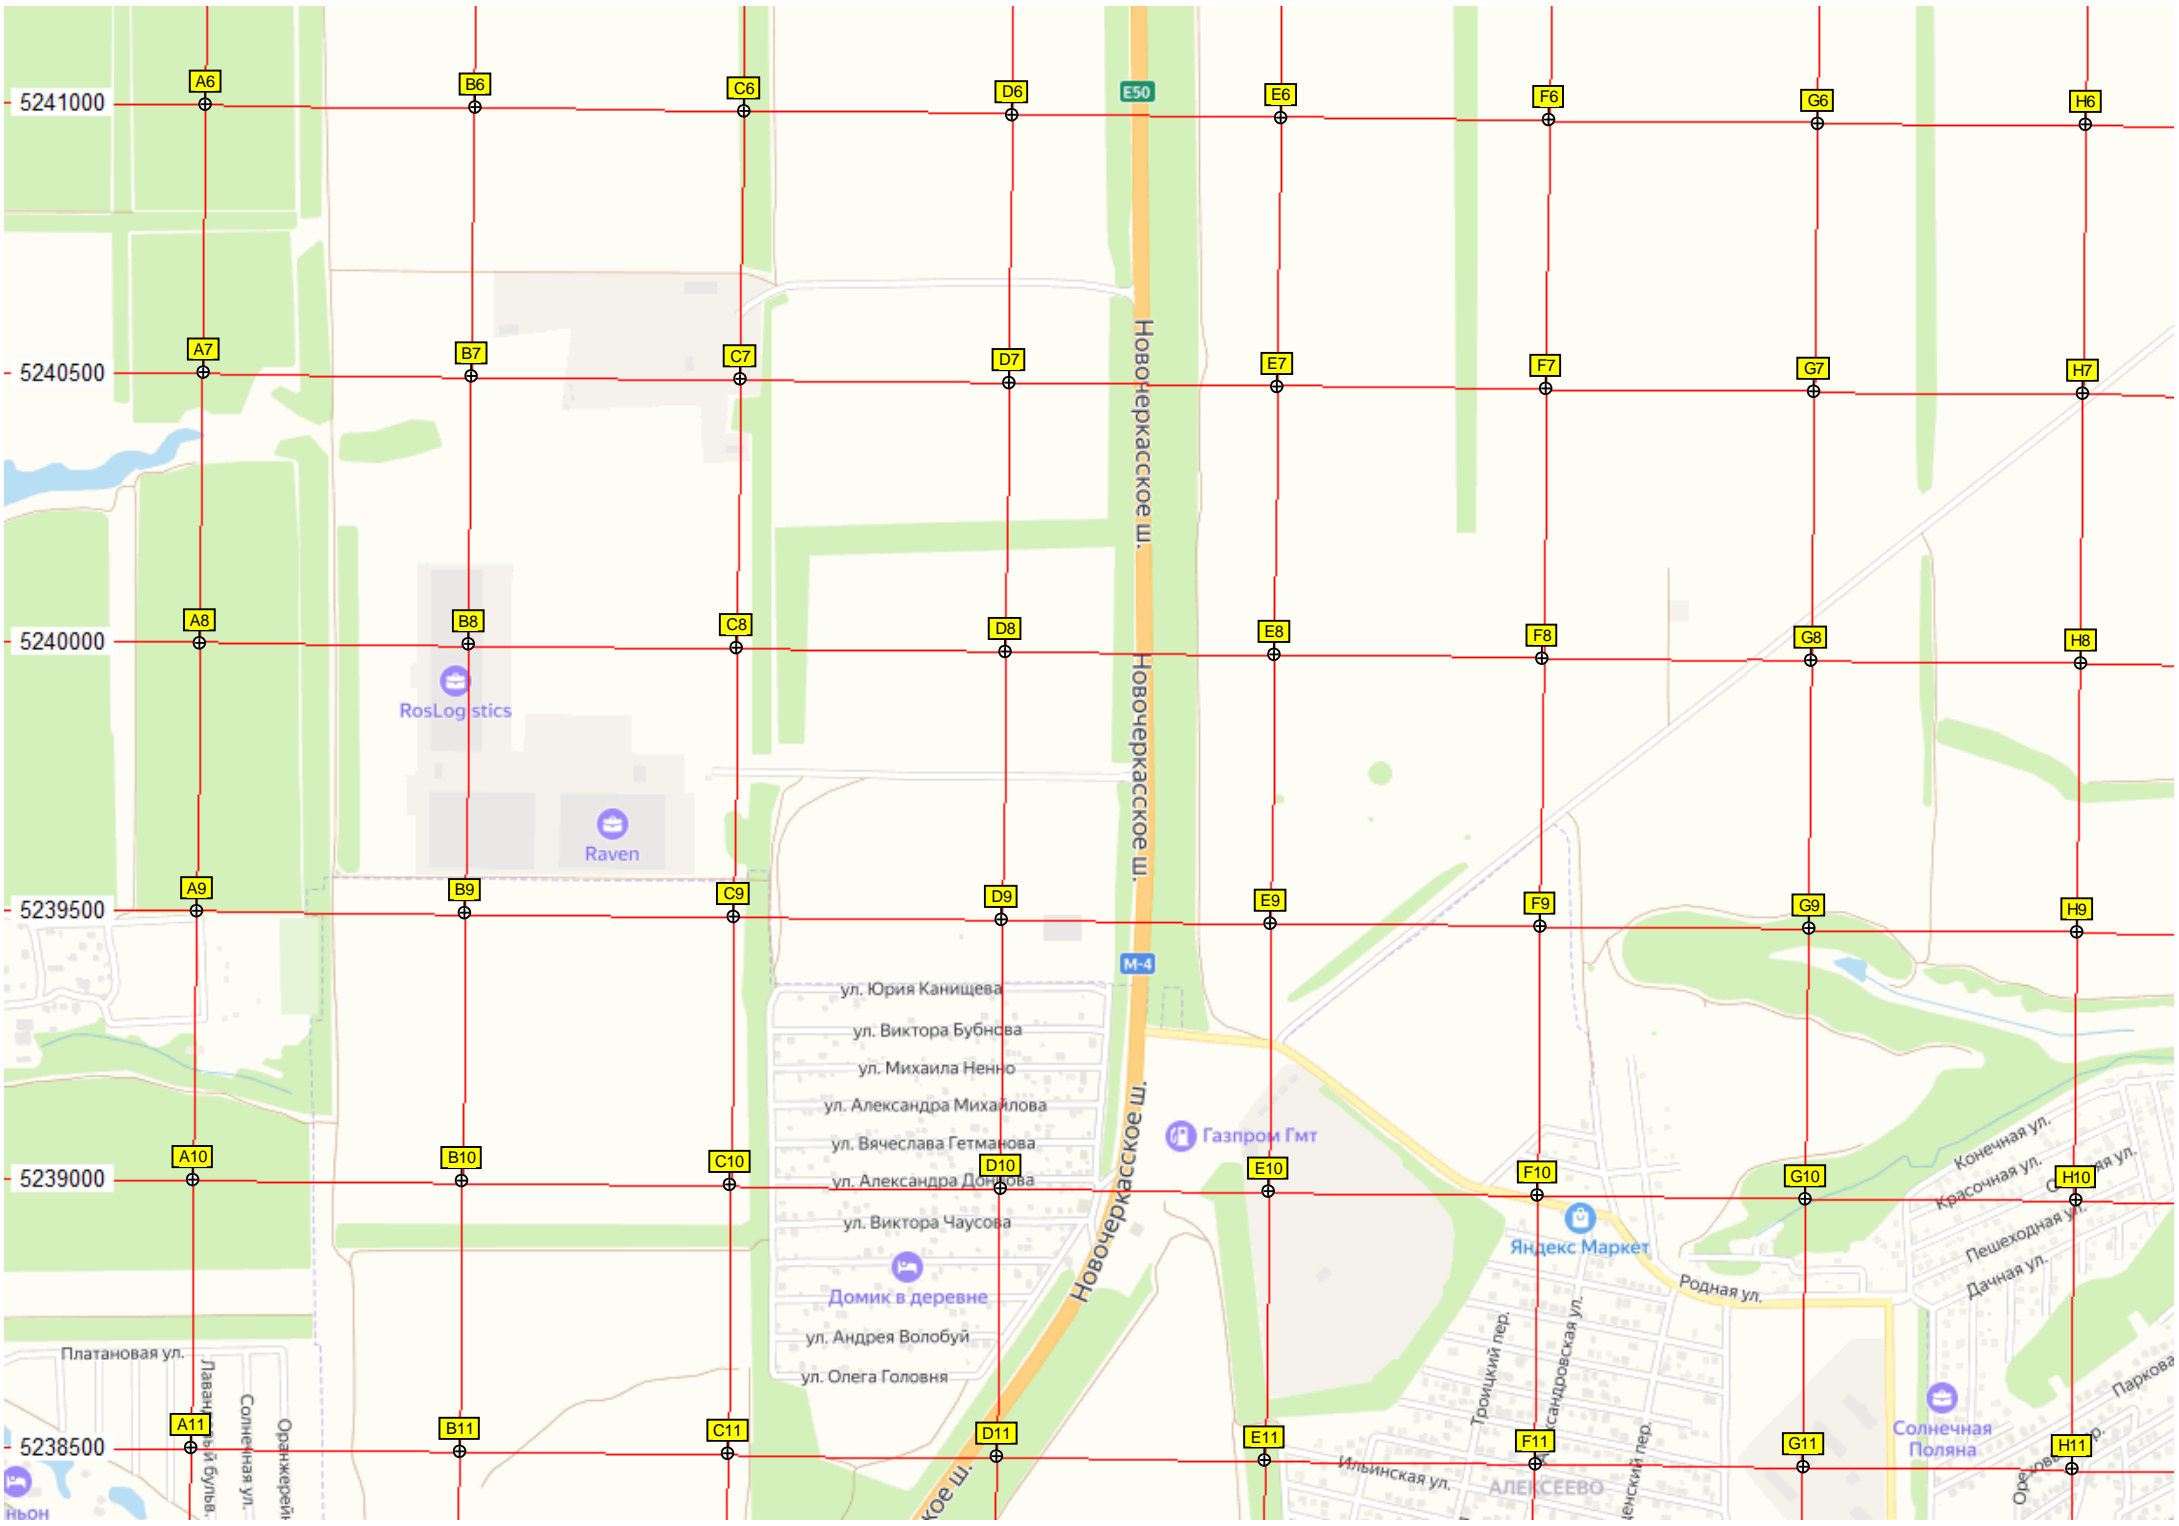 A6
B6
C6
D6
E50
E6
F6
G6
H6
5241000
A7
B7
C7
D7
Новочеркасское ш.
E7
F7
G7
H7
5240500
A8
B8
C8
D8
Новочеркасское ш.
E8
F8
G8
H8
5240000
RosLogistics
Raven
A9
B9
C9
D9
E9
F9
G9
H9
5239500
М-4
ул. Юрия Канищева
ул. Виктора Бубнова
ул. Михаила Ненно
ул. Александра Михайлова
ул. Вячеслава Гетманова
Новочеркасское ш.
Газпром Гмт
Конечная ул.
Красочная ул.
A10
B10
C10
D10
E10
F10
G10
H10
5239000
ул. Виктора Чаусова
Яндекс Маркет
Пешеходная ул.
Дачная ул.
Родная ул.
Домик в деревне
ул. Андрея Волобуй
ул. Олега Головня
Платановая ул.
Солнечная ул.
Троицкий пер.
Солнечная
Поляна
A11
B11
C11
D11
E11
F11
G11
H11
5238500
Ильинская ул.
АЛЕКСЕЕВО
кое ш.
ньон